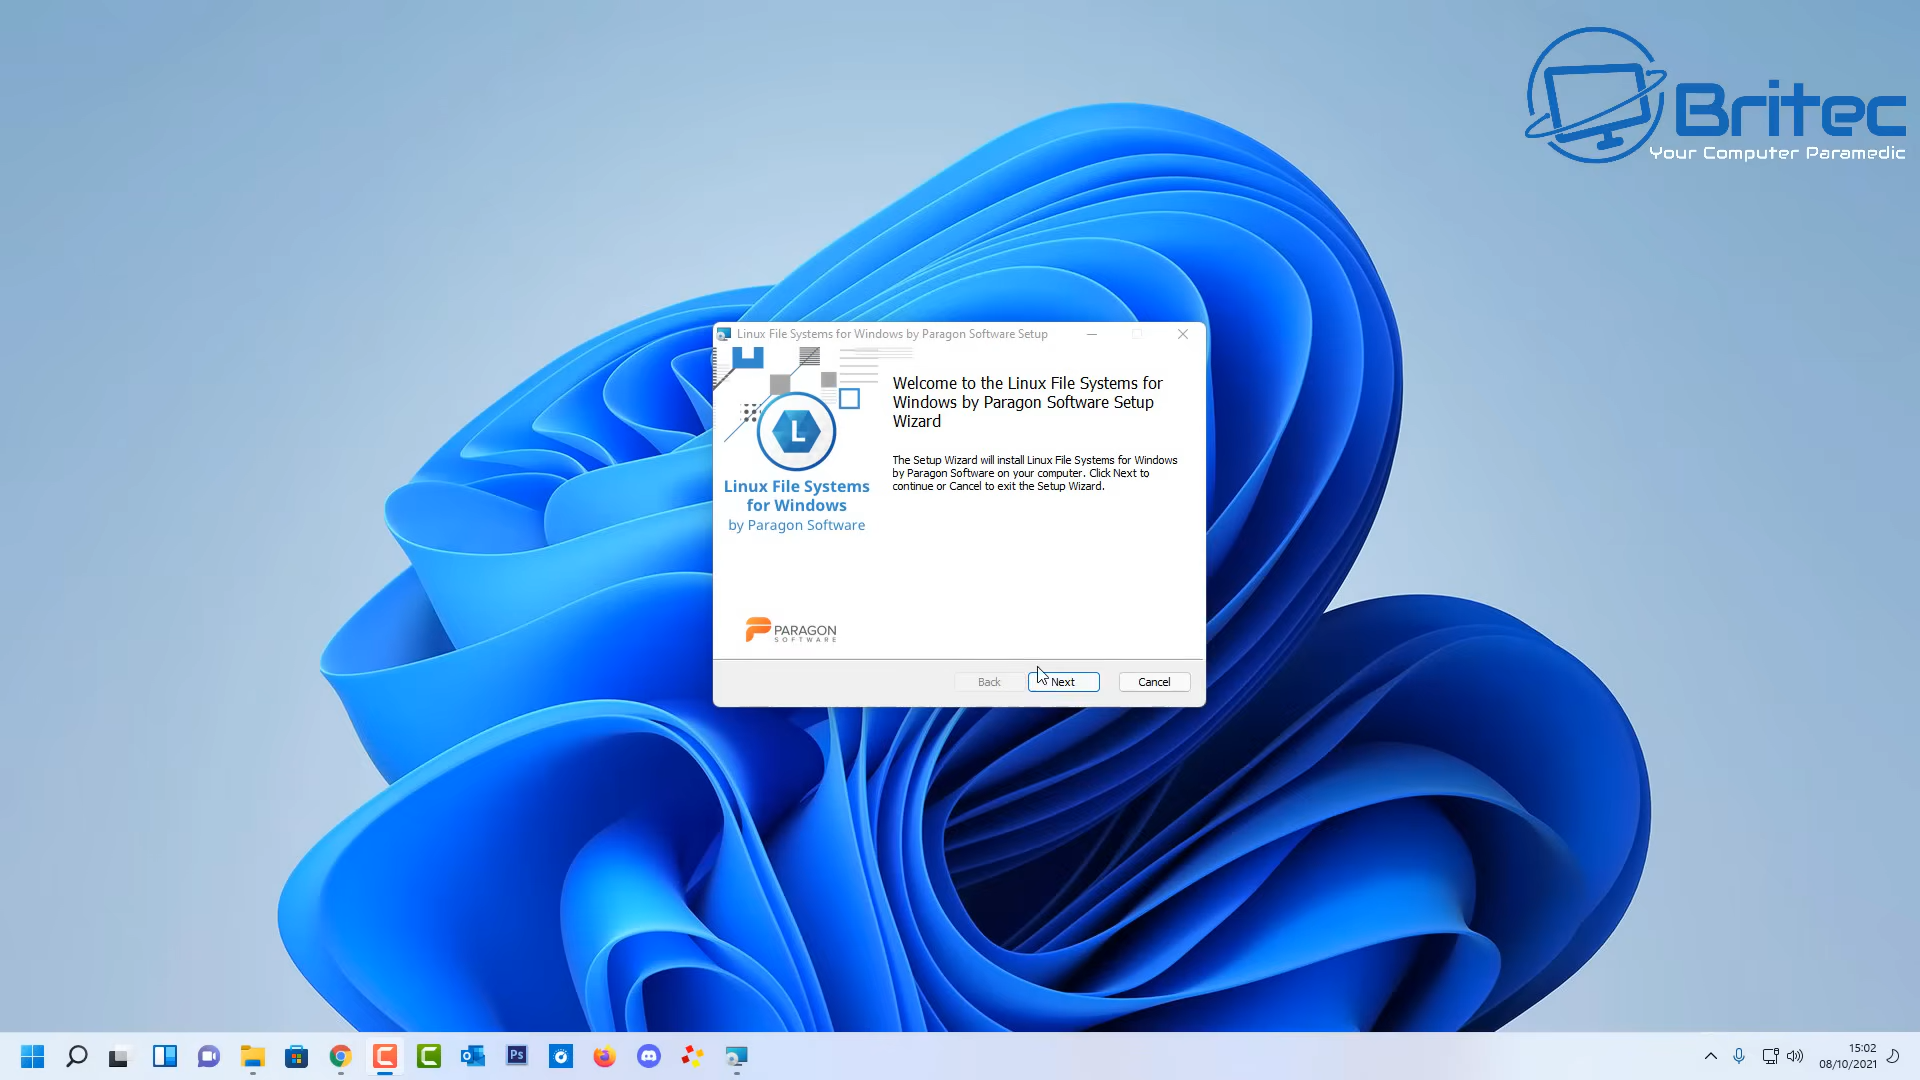 Britec
Your Computer Paramedic
Linux File Systems for Windows by Paragon Software Setup
L
Linux File Systems
for Windows
by Paragon Software
PARAGON
SOFTWARE
Welcome to the Linux File Systems for
Windows by Paragon Software Setup
Wizard
The Setup Wizard will install Linux File Systems for Windows
by Paragon Software on your computer. Click Next to
continue or Cancel to exit the Setup Wizard.
Back
Next
Cancel
Ps
15:02
08/10/2021